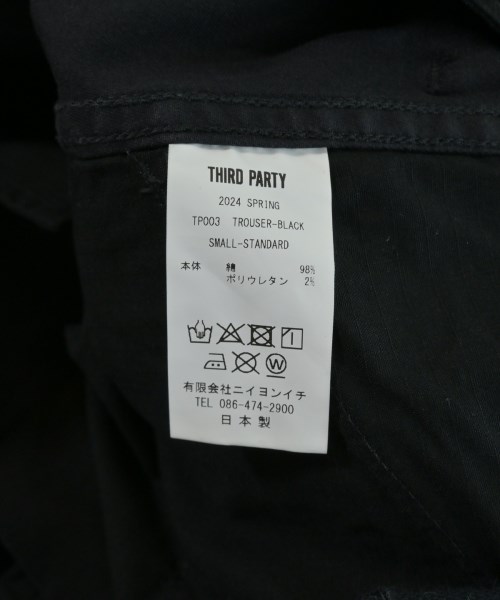 THIRD PARTY
2024 SPRING
TP003 TROUSER-BLACK
SMALL-STANDARD
本体 綿 98%
ポリウレタン 2%
W
有限会社ニイヨンイチ
TEL 086-474-2900
日本製